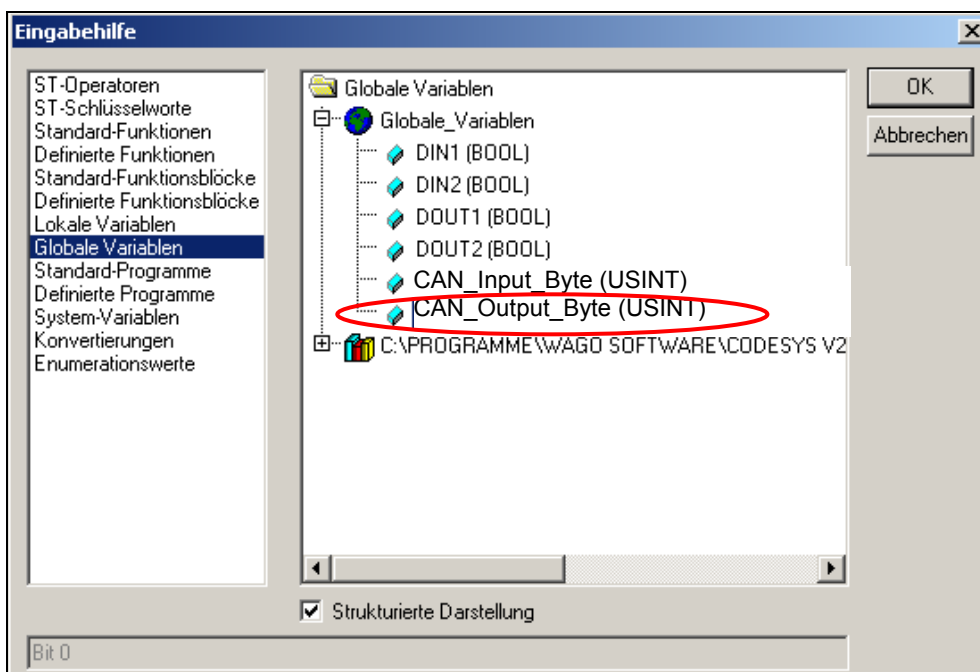 Eingabehilfe
ST-Operatoren
ST-Schlüsselworte
Standard-Funktionen
Definierte Funktionen
Standard-Funktionsblöcke
Definierte Funktionsblöcke
Lokale Variablen
Globale Variablen
Standard-Programme
Definierte Programme
System-Variablen
Konvertierungen
Enumerationswerte
Globale Variablen
Globale_Variablen
DIN1 (BOOL)
DIN2 (BOOL)
DOUT1 (BOOL)
DOUT2 (BOOL)
CAN_Input_Byte (USINT)
CAN_Output_Byte (USINT)
C:\PROGRAMME\WAGO SOFTWARE\CODESYS V2
Strukturierte Darstellung
Bit 0
OK
Abbrechen